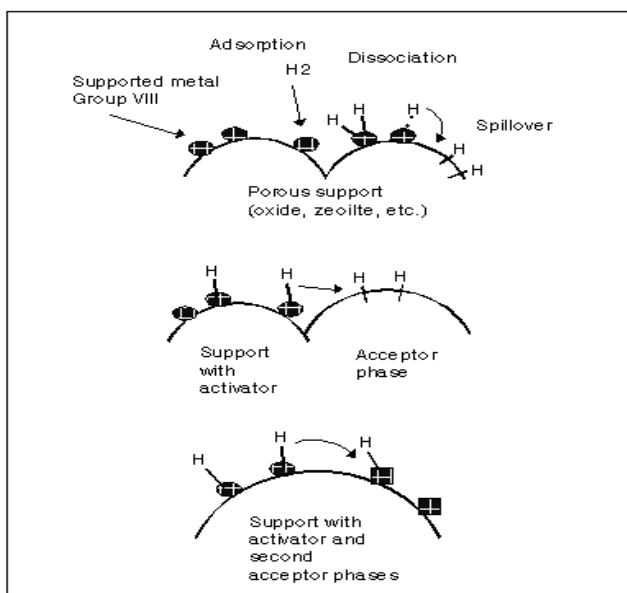 Adsorption
H2
Dissociation
Supported metal
Group VIII
H
H
H
Spillover
H
H
Porous support
(oxide, zeoilte, etc.)
H
H
H
H
Support
with
activator
Acceptor
phase
H
H
H
Support with
activator and
second
acceptor phases